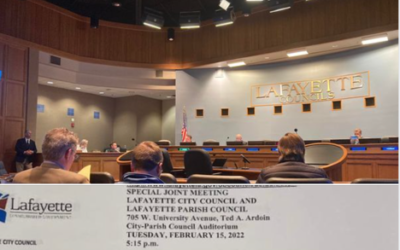 LAFAYETTE
Lafayette
CITY COUNCIL
SPECIAL JOINT MEETING
LAFAYETTE CITY COUNCIL AND
LAFAYETTE PARISH COUNCIL
705 W. University Avenue, Ted A. Ardoin
City-Parish Council Auditorium
TUESDAY, FEBRUARY 15, 2022
5:15 p.m.